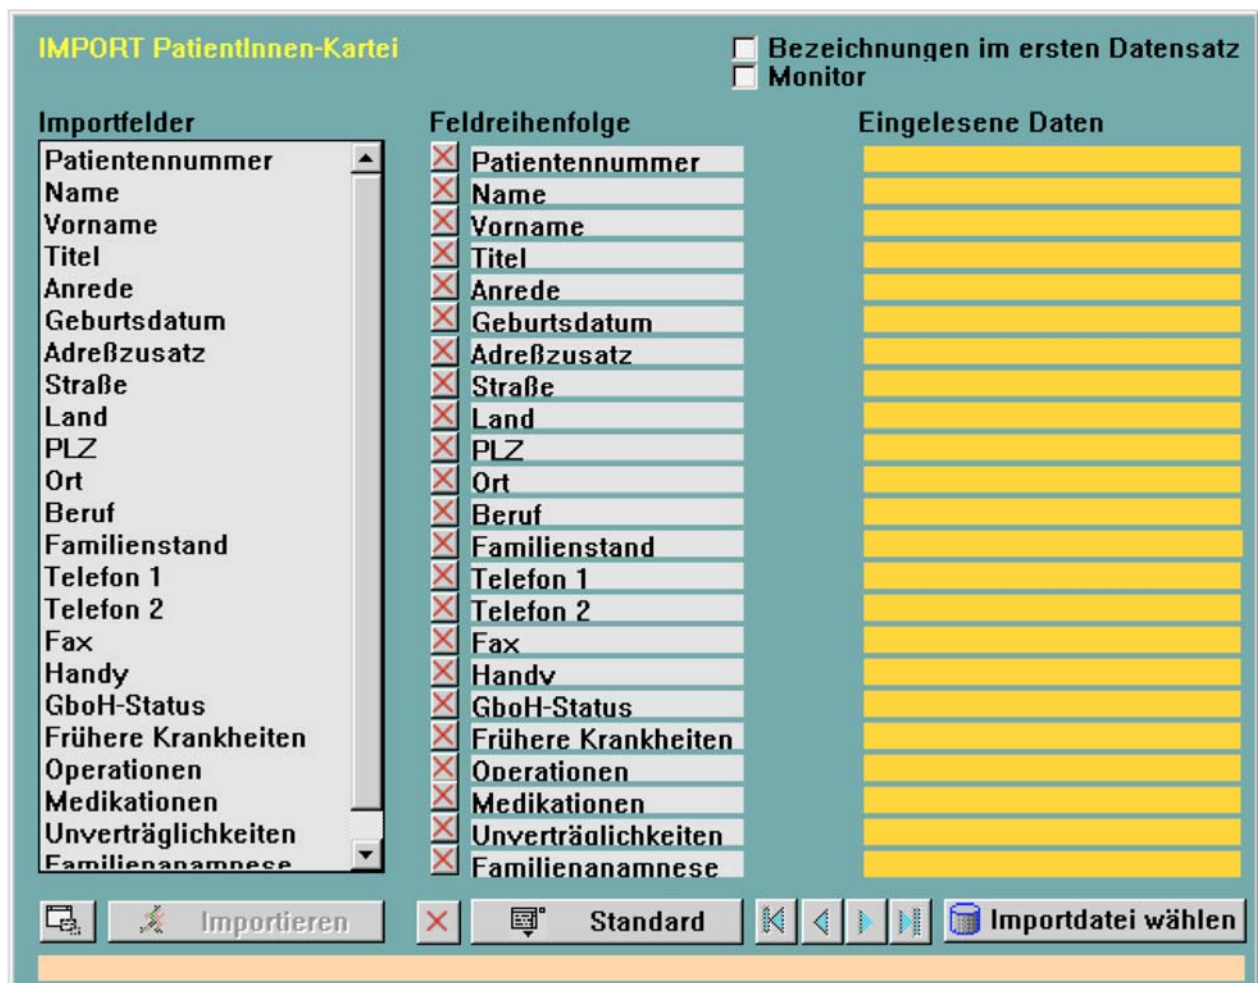 IMPORT PatientInnen-Kartei
Bezeichnungen im ersten Datensatz
Monitor
Importfelder
Patientennummer
Name
Vorname
Titel
Anrede
Geburtsdatum
Adreßzusatz
Straße
Land
PLZ
Ort
Beruf
Familienstand
Telefon 1
Telefon 2
Fax
Handy
GboH-Status
Frühere Krankheiten
Operationen
Medikationen
Unverträglichkeiten
Familienanamnese
Feldreihenfolge
Patientennummer
Name
Vorname
Titel
Anrede
Geburtsdatum
Adreßzusatz
Straße
Land
PLZ
Ort
Beruf
Familienstand
Telefon 1
Telefon 2
Fax
Handy
GboH-Status
Frühere Krankheiten
Operationen
Medikationen
Unverträglichkeiten
Familienanamnese
Eingelesene Daten
Importieren
Standard
Importdatei wählen